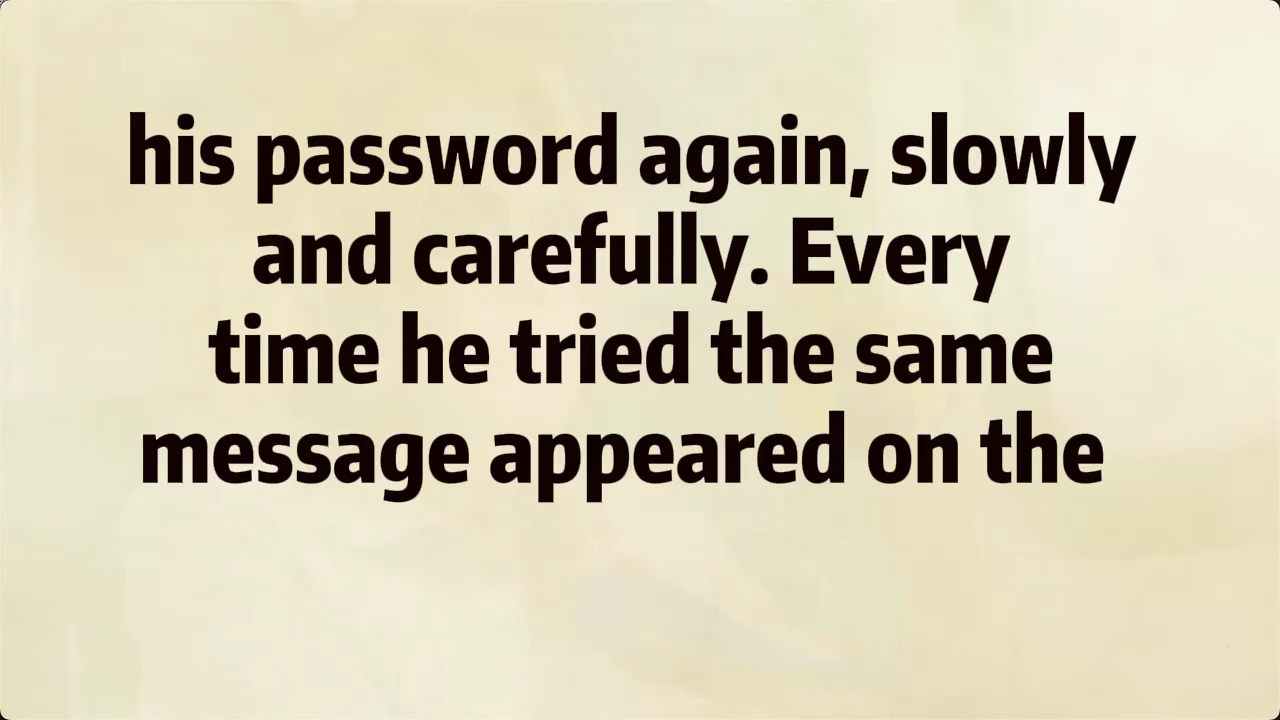 his password again, slowly
and carefully. Every
time he tried the same
message appeared on the